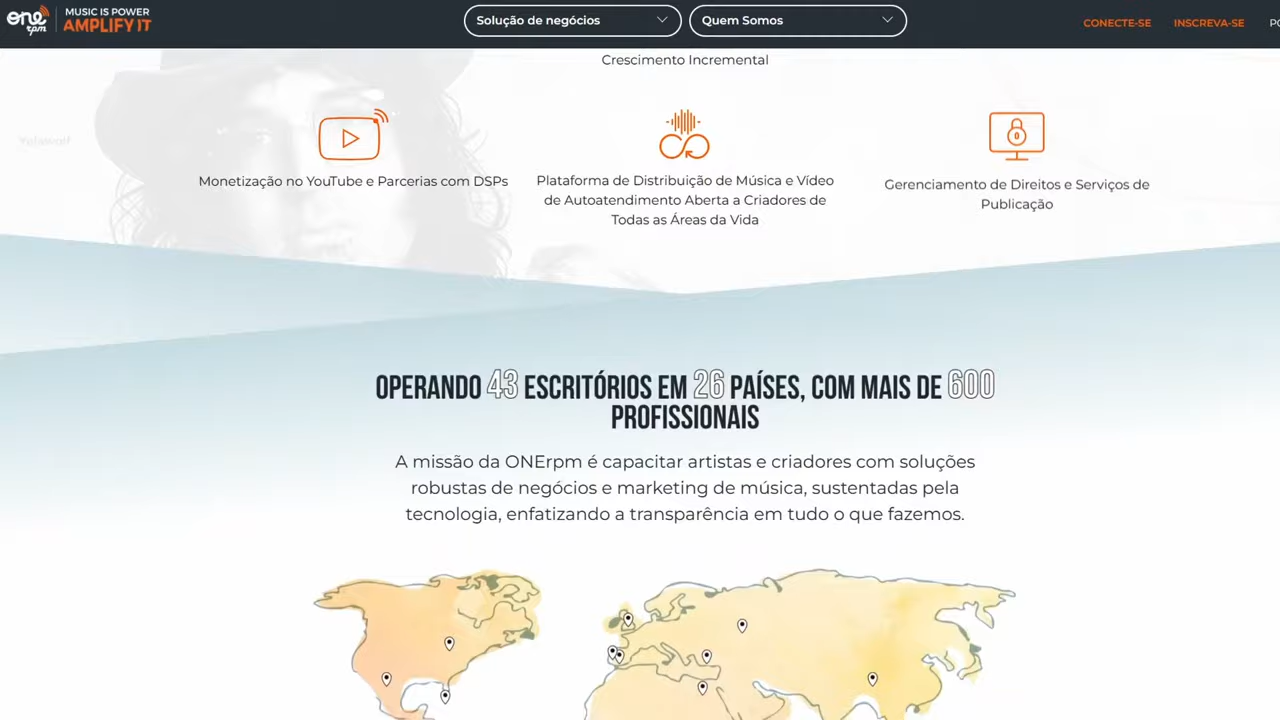 one rpm
MUSIC IS POWER
AMPLIFY IT
Solução de negócios
Quem Somos
CONECTE-SE
INSCREVA-SE
Crescimento Incremental
Yelawolf
Monetização no YouTube e Parcerias com DSPs
Plataforma de Distribuição de Música e Vídeo
de Autoatendimento Aberta a Criadores de
Todas as Áreas da Vida
Gerenciamento de Direitos e Serviços de
Publicação
OPERANDO 43 ESCRITÓRIOS EM 26 PAÍSES, COM MAIS DE 600
PROFISSIONAIS
A missão da ONErpm é capacitar artistas e criadores com soluções
robustas de negócios e marketing de música, sustentadas pela
tecnologia, enfatizando a transparência em tudo o que fazemos.